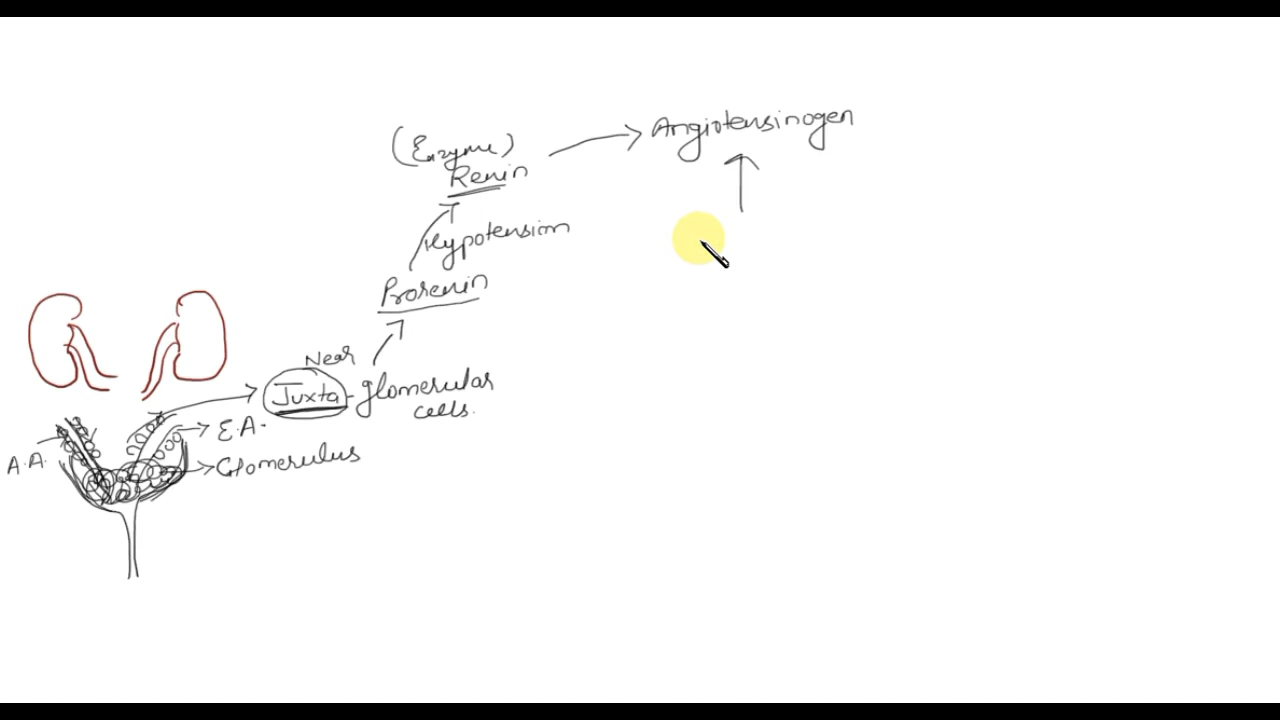 Angiotensinogen
(Enzyme)
Renin
Hypotension
Prorenin
Near
Juxta-glomerular
cells.
E.A.
A.A.
Glomerulus